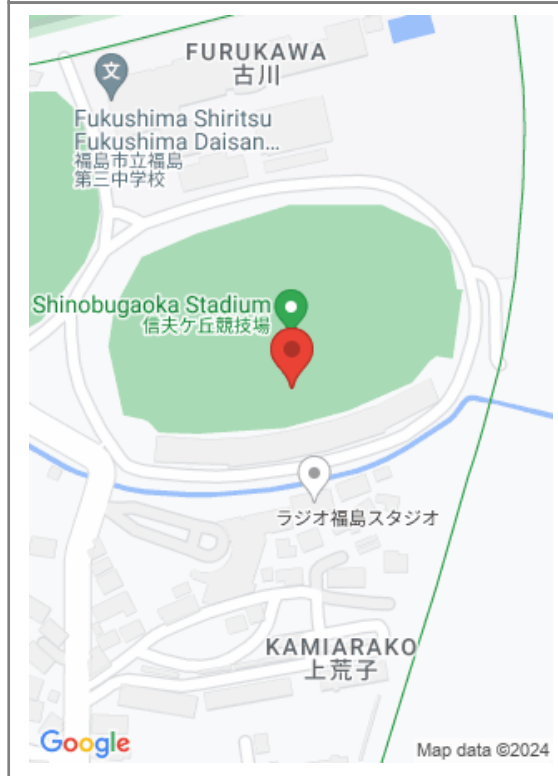 FURUKAWA
古川
文
Fukushima Shiritsu
Fukushima Daisan...
福島市立福島
第三中学校
Shinobugaoka Stadium
信夫ケ丘競技場
ラジオ福島スタジオ
KAMIARAKO
上荒子
Google
Map data ©2024